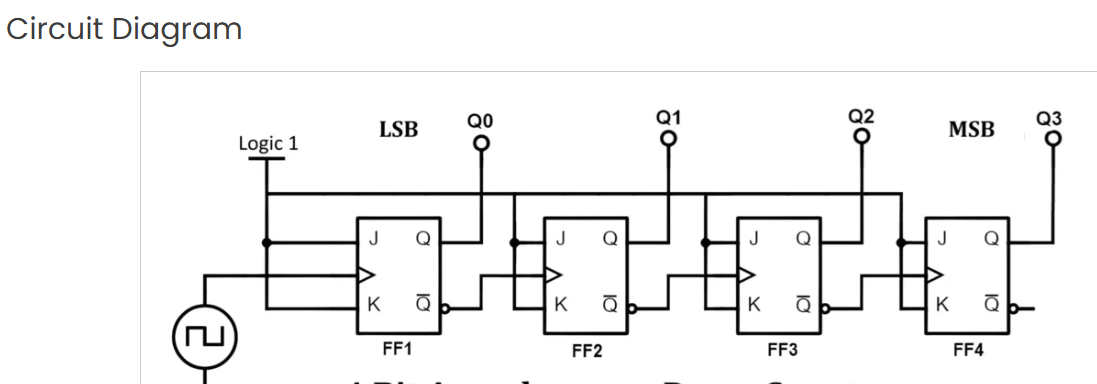 Circuit Diagram
Logic 1
LSB
Q0
Q1
Q2
MSB
Q3
J Q
K Q̅
FF1
J Q
K Q̅
FF2
J Q
K Q̅
FF3
J Q
K Q̅
FF4